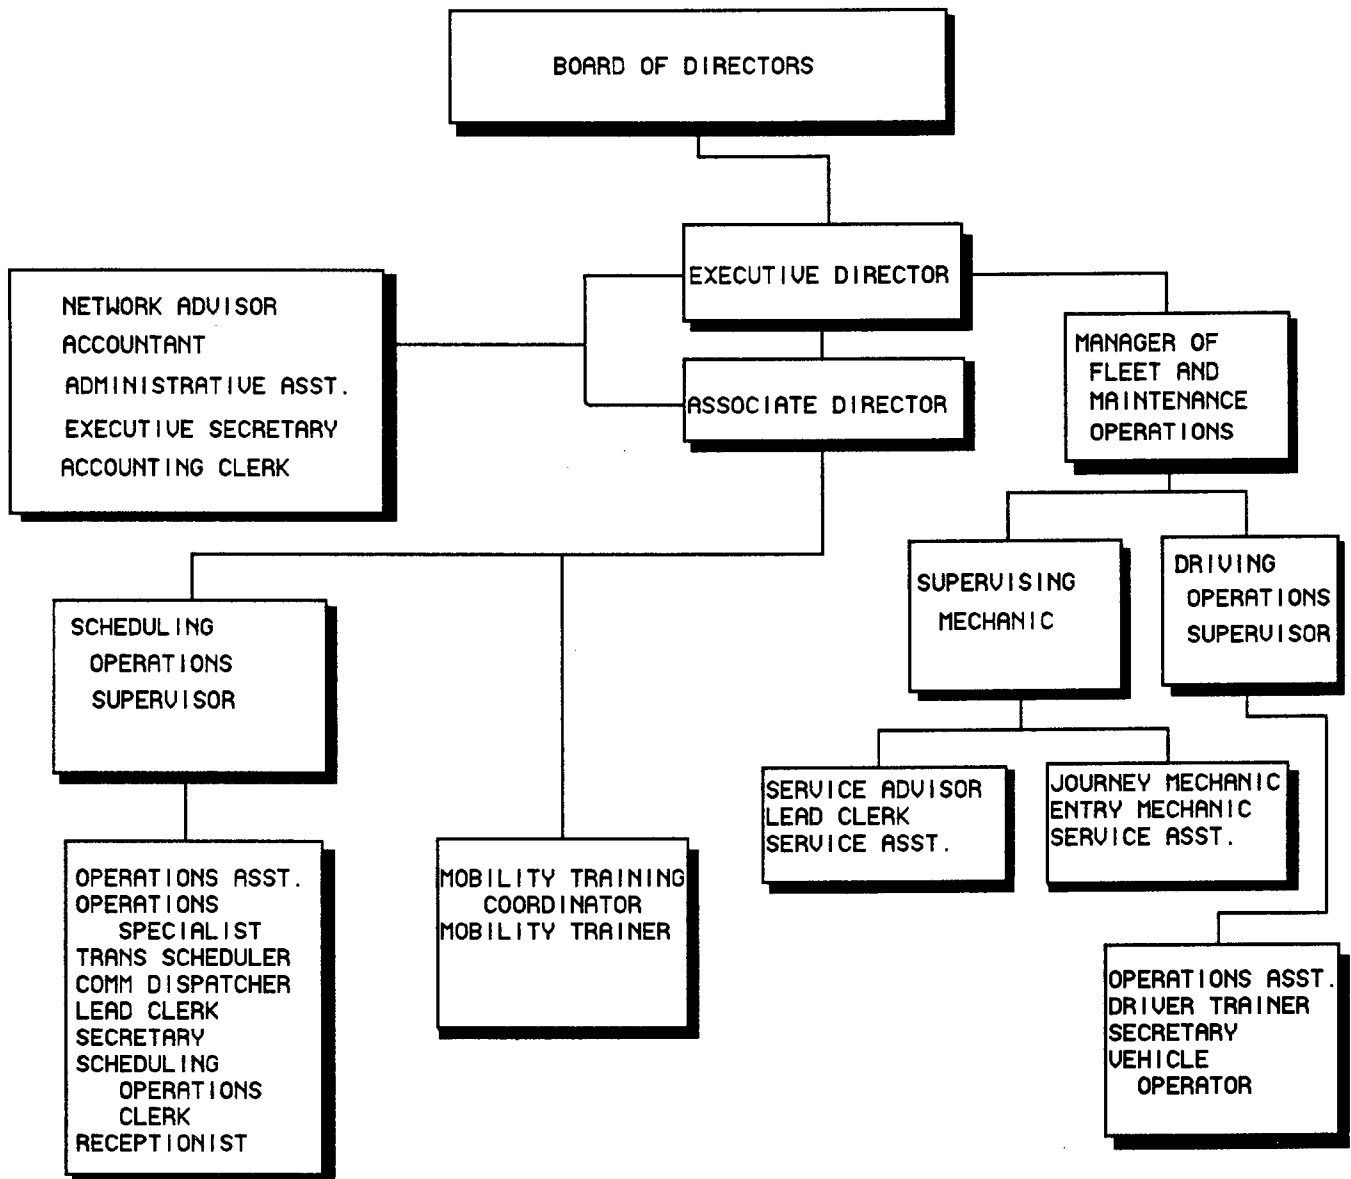 BOARD OF DIRECTORS
EXECUTIVE DIRECTOR
ASSOCIATE DIRECTOR
NETWORK ADVISOR
ACCOUNTANT
ADMINISTRATIVE ASST.
EXECUTIVE SECRETARY
ACCOUNTING CLERK
MANAGER OF
FLEET AND
MAINTENANCE
OPERATIONS
SUPERVISING
MECHANIC
DRIVING
OPERATIONS
SUPERVISOR
SCHEDULING
OPERATIONS
SUPERVISOR
SERVICE ADVISOR
LEAD CLERK
SERVICE ASST.
JOURNEY MECHANIC
ENTRY MECHANIC
SERVICE ASST.
OPERATIONS ASST.
OPERATIONS
SPECIALIST
TRANS SCHEDULER
COMM DISPATCHER
LEAD CLERK
SECRETARY
SCHEDULING
OPERATIONS
CLERK
RECEPTIONIST
MOBILITY TRAINING
COORDINATOR
MOBILITY TRAINER
OPERATIONS ASST.
DRIVER TRAINER
SECRETARY
VEHICLE
OPERATOR